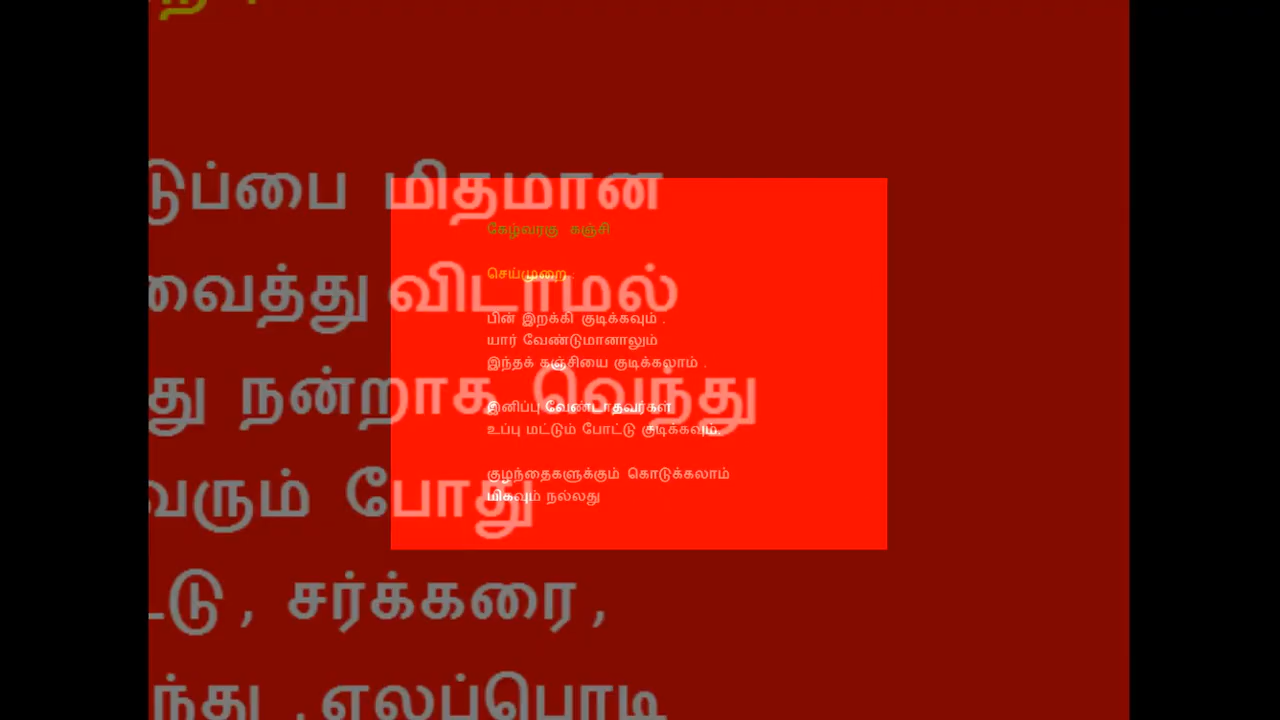 டுப்பை மிதமான
வைத்து விடாமல்
து நன்றாக வெந்து
வரும் போது
டு , சர்க்கரை ,
ந்து , ஏலப்பொடி
கேழ்வரகு கஞ்சி
செய்முறை
பின் இறக்கி குடிக்கவும் .
யார் வேண்டுமானாலும்
இந்தக் கஞ்சியை குடிக்கலாம் .
இனிப்பு வேண்டாதவர்கள்
உப்பு மட்டும் போட்டு குடிக்கவும்.
குழந்தைகளுக்கும் கொடுக்கலாம்
மிகவும் நல்லது